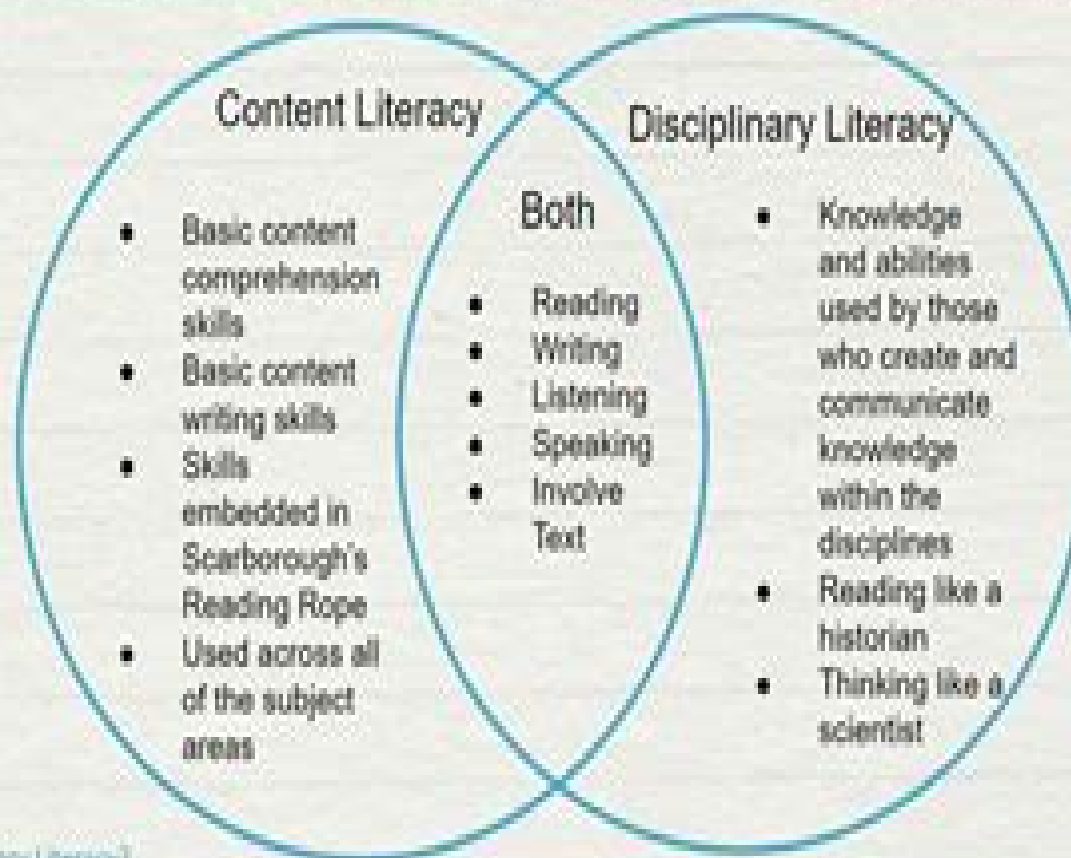 Content Literacy
Basic content
comprehension
skills
Basic content
writing skills
Skills
embedded in
Scarborough's
Reading Rope
Used across all
of the subject
areas
Both
Reading
Writing
Listening
Speaking
Involve
Text
Disciplinary Literacy
Knowledge
and abilities
used by those
who create and
communicate
knowledge
within the
disciplines
Reading like a
historian
Thinking like a
scientist